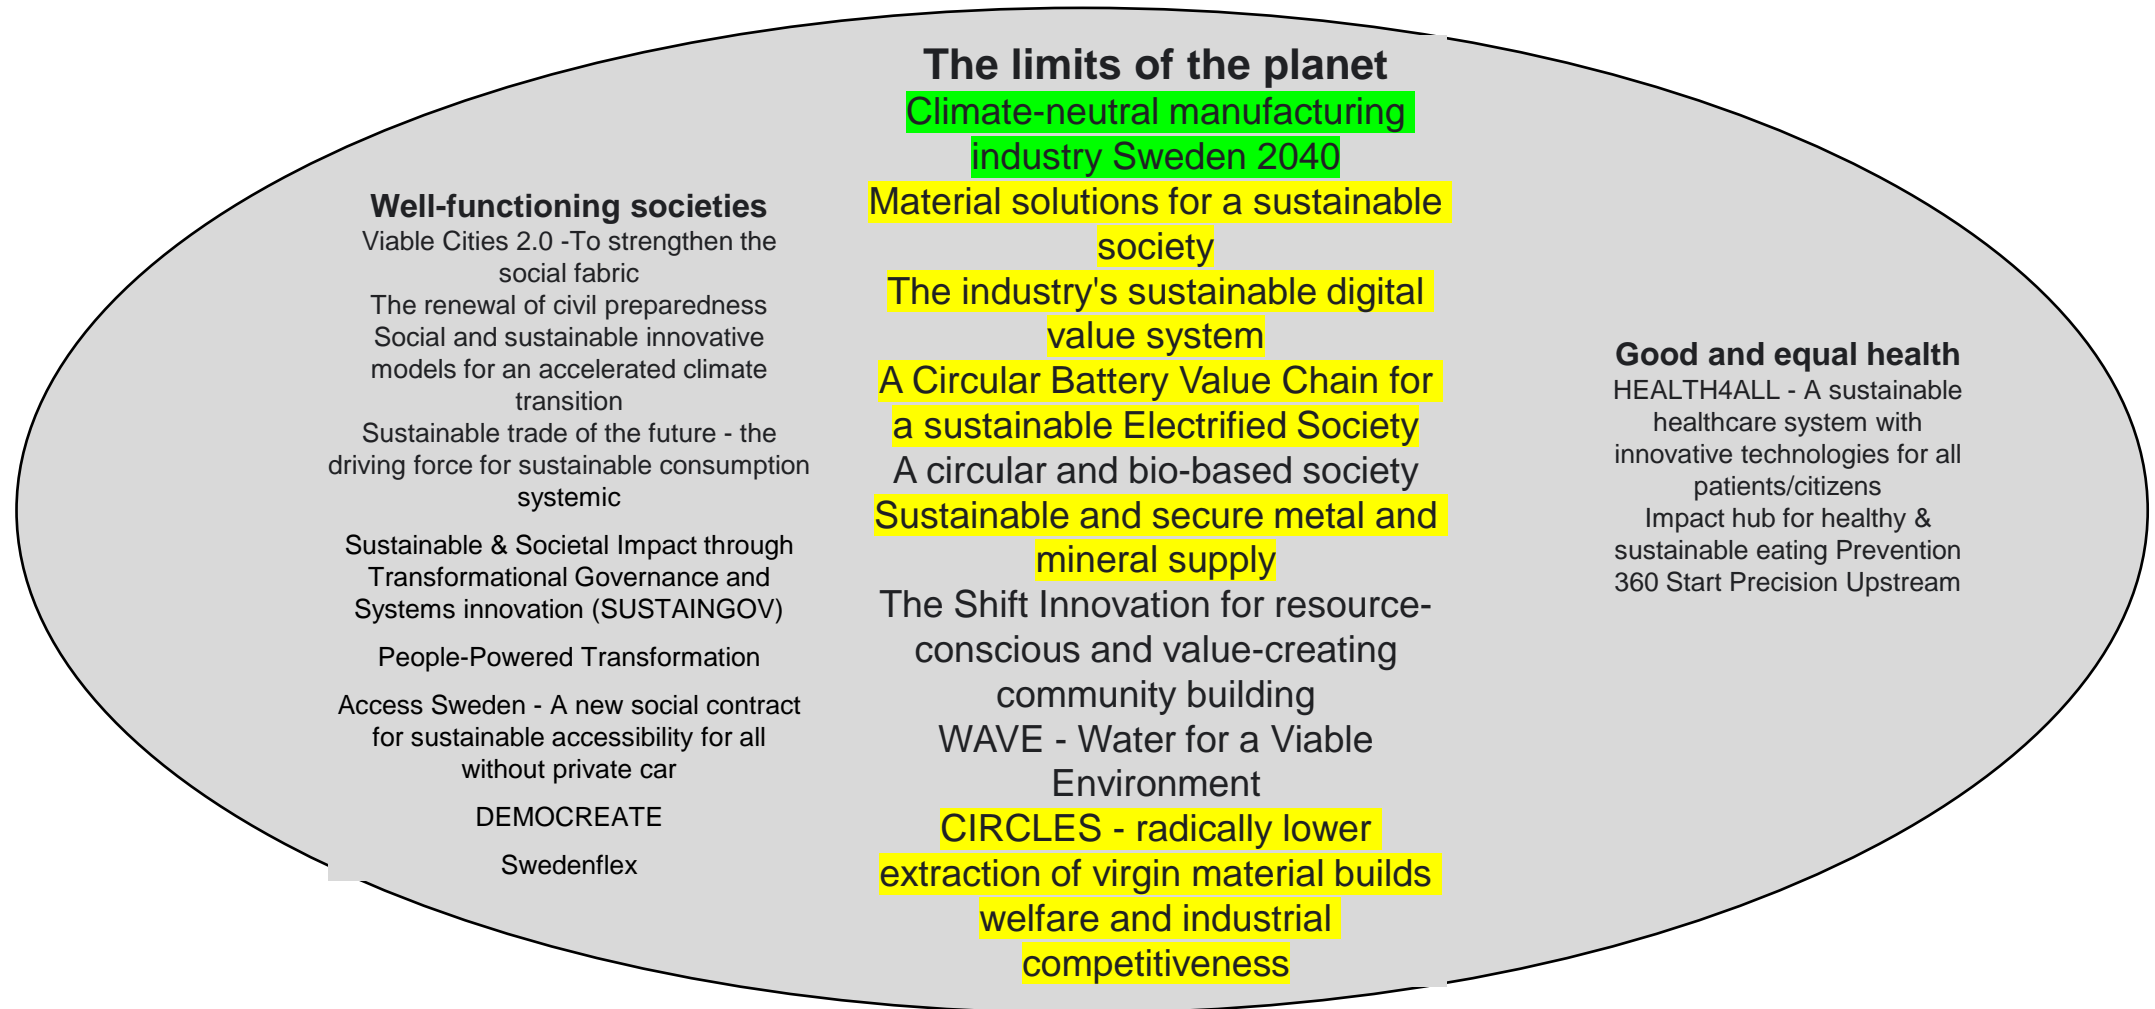 Well-functioning societies
Viable Cities 2.0 -To strengthen the
social fabric
The renewal of civil preparedness
Social and sustainable innovative
models for an accelerated climate
transition
Sustainable trade of the future - the
driving force for sustainable consumption
systemic
Sustainable & Societal Impact through
Transformational Governance and
Systems innovation (SUSTAINGOV)
People-Powered Transformation
Access Sweden - A new social contract
for sustainable accessibility for all
without private car
DEMOCREATE
Swedenflex
The limits of the planet
Climate-neutral manufacturing
industry Sweden 2040
Material solutions for a sustainable
society
The industry's sustainable digital
value system
A Circular Battery Value Chain for
a sustainable Electrified Society
A circular and bio-based society
Sustainable and secure metal and
mineral supply
The Shift Innovation for resource-
conscious and value-creating
community building
WAVE - Water for a Viable
Environment
CIRCLES - radically lower
extraction of virgin material builds
welfare and industrial
competitiveness
Good and equal health
HEALTH4ALL - A sustainable
healthcare system with
innovative technologies for all
patients/citizens
Impact hub for healthy &
sustainable eating Prevention
360 Start Precision Upstream